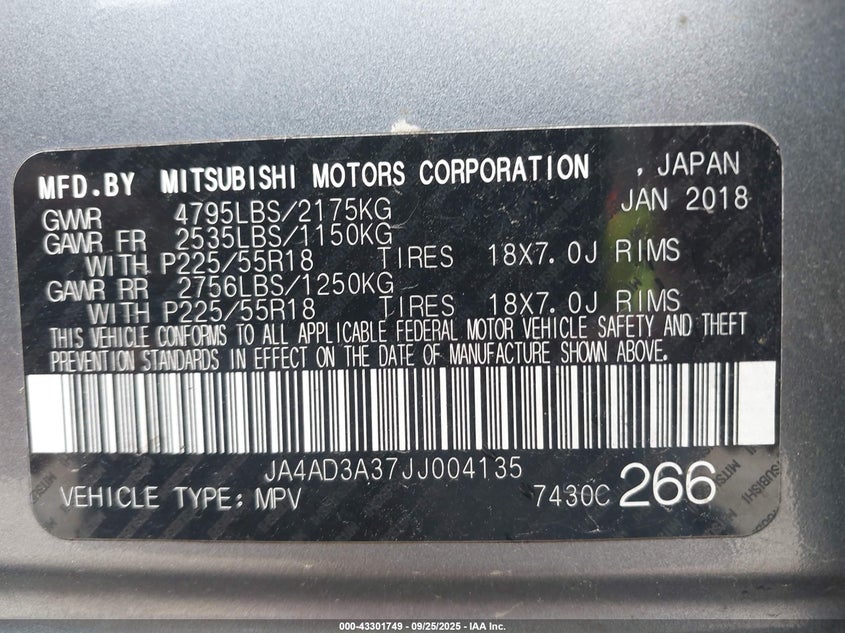 MFD.BY MITSUBISHI MOTORS CORPORATION , JAPAN
GWWR 4795LBS/2175KG JAN 2018
GAWR FR 2535LBS/1150KG
WITH P225/55R18 TIRES 18X7.0J RIMS
GAWR RR 2756LBS/1250KG
WITH P225/55R18 TIRES 18X7.0J RIMS
THIS VEHICLE CONFORMS TO ALL APPLICABLE FEDERAL MOTOR VEHICLE SAFETY AND THEFT
PREVENTION STANDARDS IN EFFECT ON THE DATE OF MANUFACTURE SHOWN ABOVE.
JA4AD3A37JJ004135
VEHICLE TYPE: MPV 7430C 266
MITSUBISHI
000-43301749 - 09/25/2025 - IAA Inc.